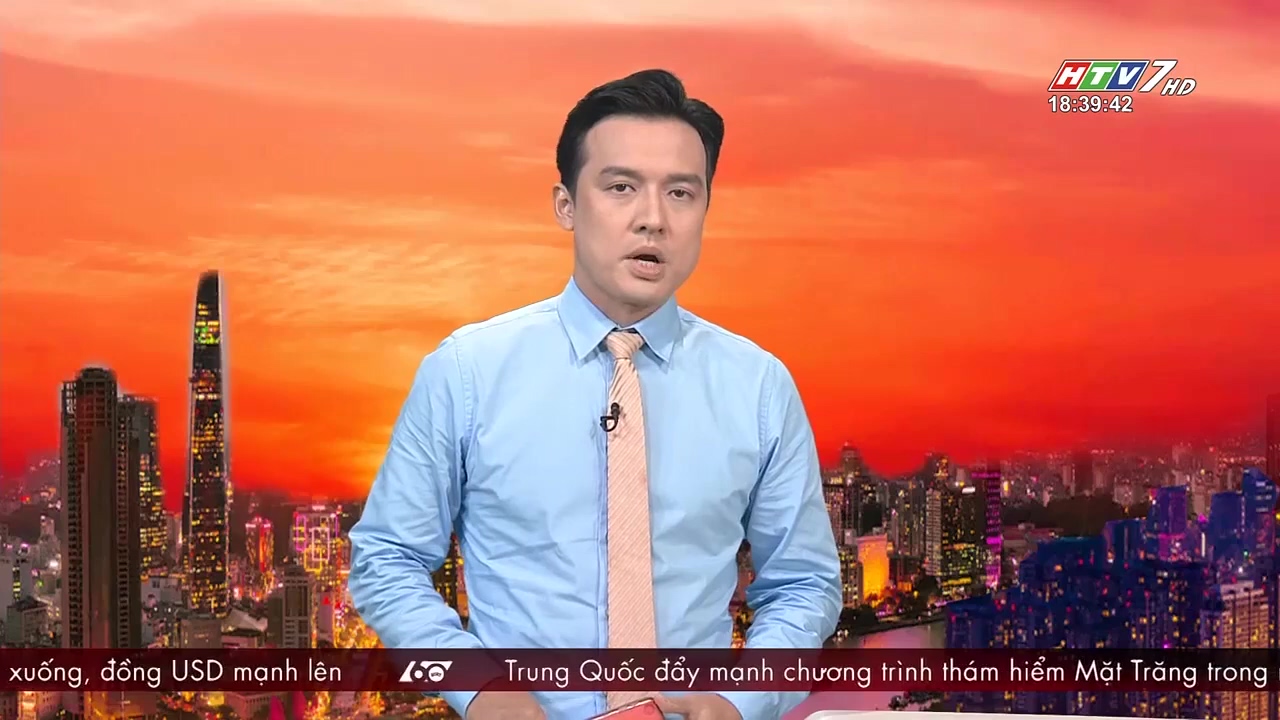 HTV7 HD
18:39:42
xuống, đồng USD mạnh lên 60 Trung Quốc đẩy mạnh chương trình thám hiểm Mặt Trăng trong